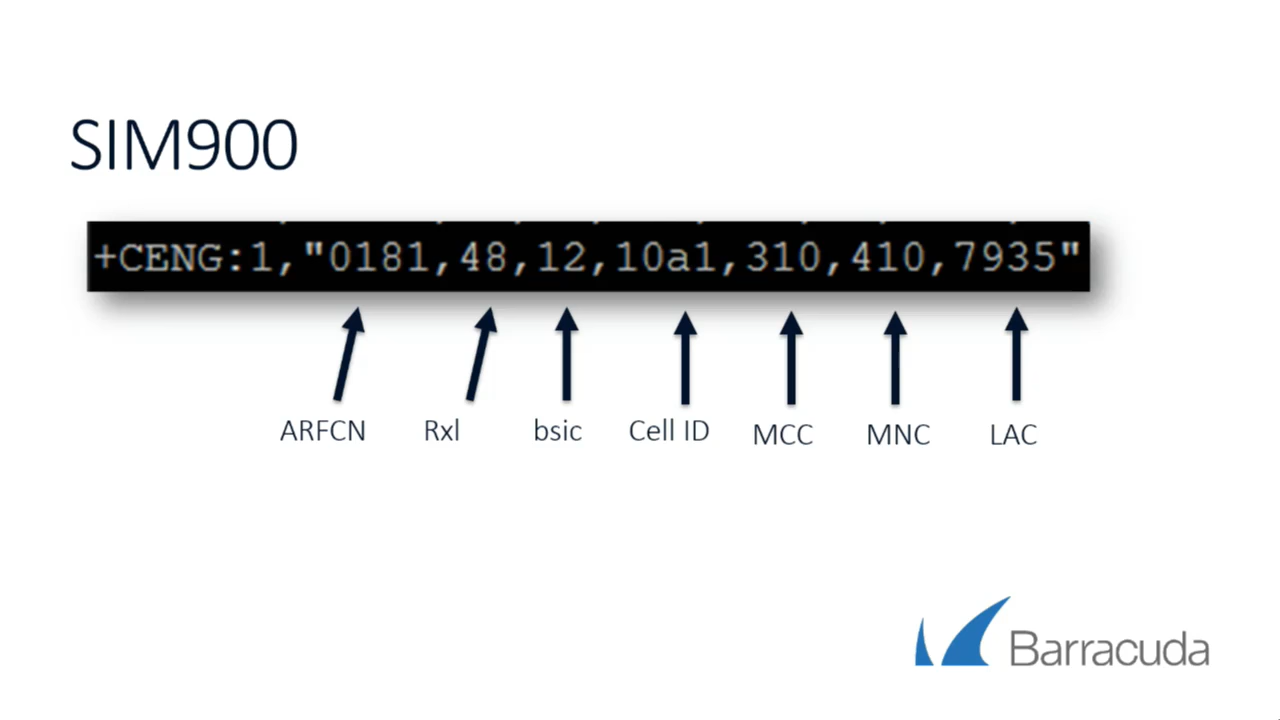 SIM900
+CENG:1,"0181,48,12,10a1,310,410,7935"
ARFCN Rxl bsic Cell ID MCC MNC LAC
Barracuda